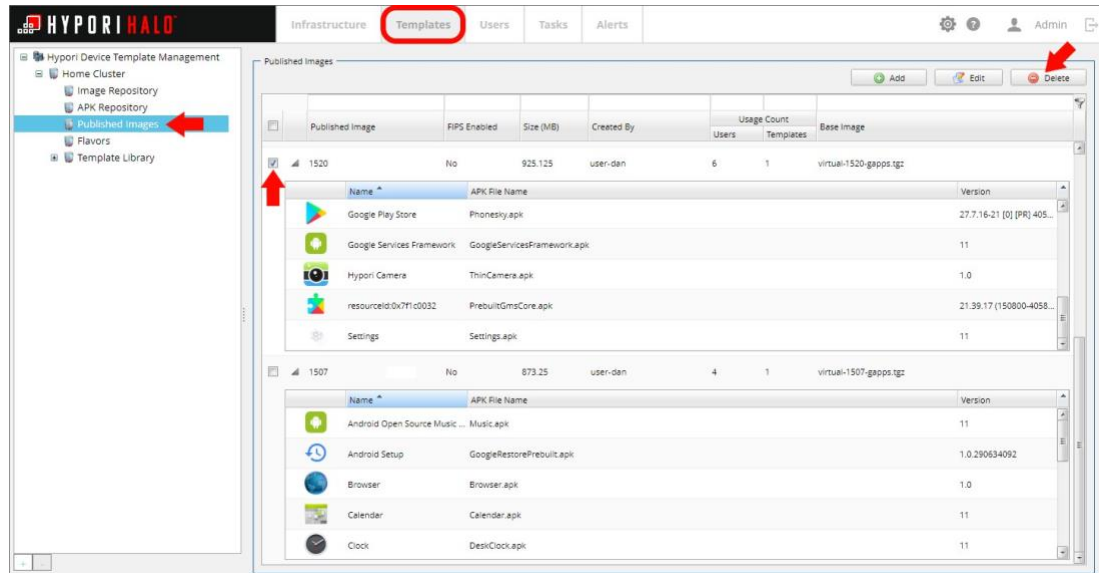 HYPORI HALO
Infrastructure Templates Users Tasks Alerts Admin
Hypori Device Template Management
Home Cluster
Image Repository
APK Repository
Published Images
Flavors
Template Library
Published Images
Add Edit Delete
Published Image FIPS Enabled Size (MB) Created By Usage Count Users Templates Base Image
1520 No 925.125 user-dan 6 1 virtual-1520-gapps.tgz
Name APK File Name Version
Google Play Store Phonesky.apk 27.7.16-21 [0] [PR] 405...
Google Services Framework GoogleServicesFramework.apk 11
Hypori Camera ThinCamera.apk 1.0
resourceId:0x7f1c0032 PrebuiltGmsCore.apk 21.39.17 (150800-4058...
Settings Settings.apk 11
1507 No 873.25 user-dan 4 1 virtual-1507-gapps.tgz
Name APK File Name Version
Android Open Source Music ... Music.apk 11
Android Setup GoogleRestorePrebuilt.apk 1.0.290634092
Browser Browser.apk 1.0
Calendar Calendar.apk 11
Clock DeskClock.apk 11